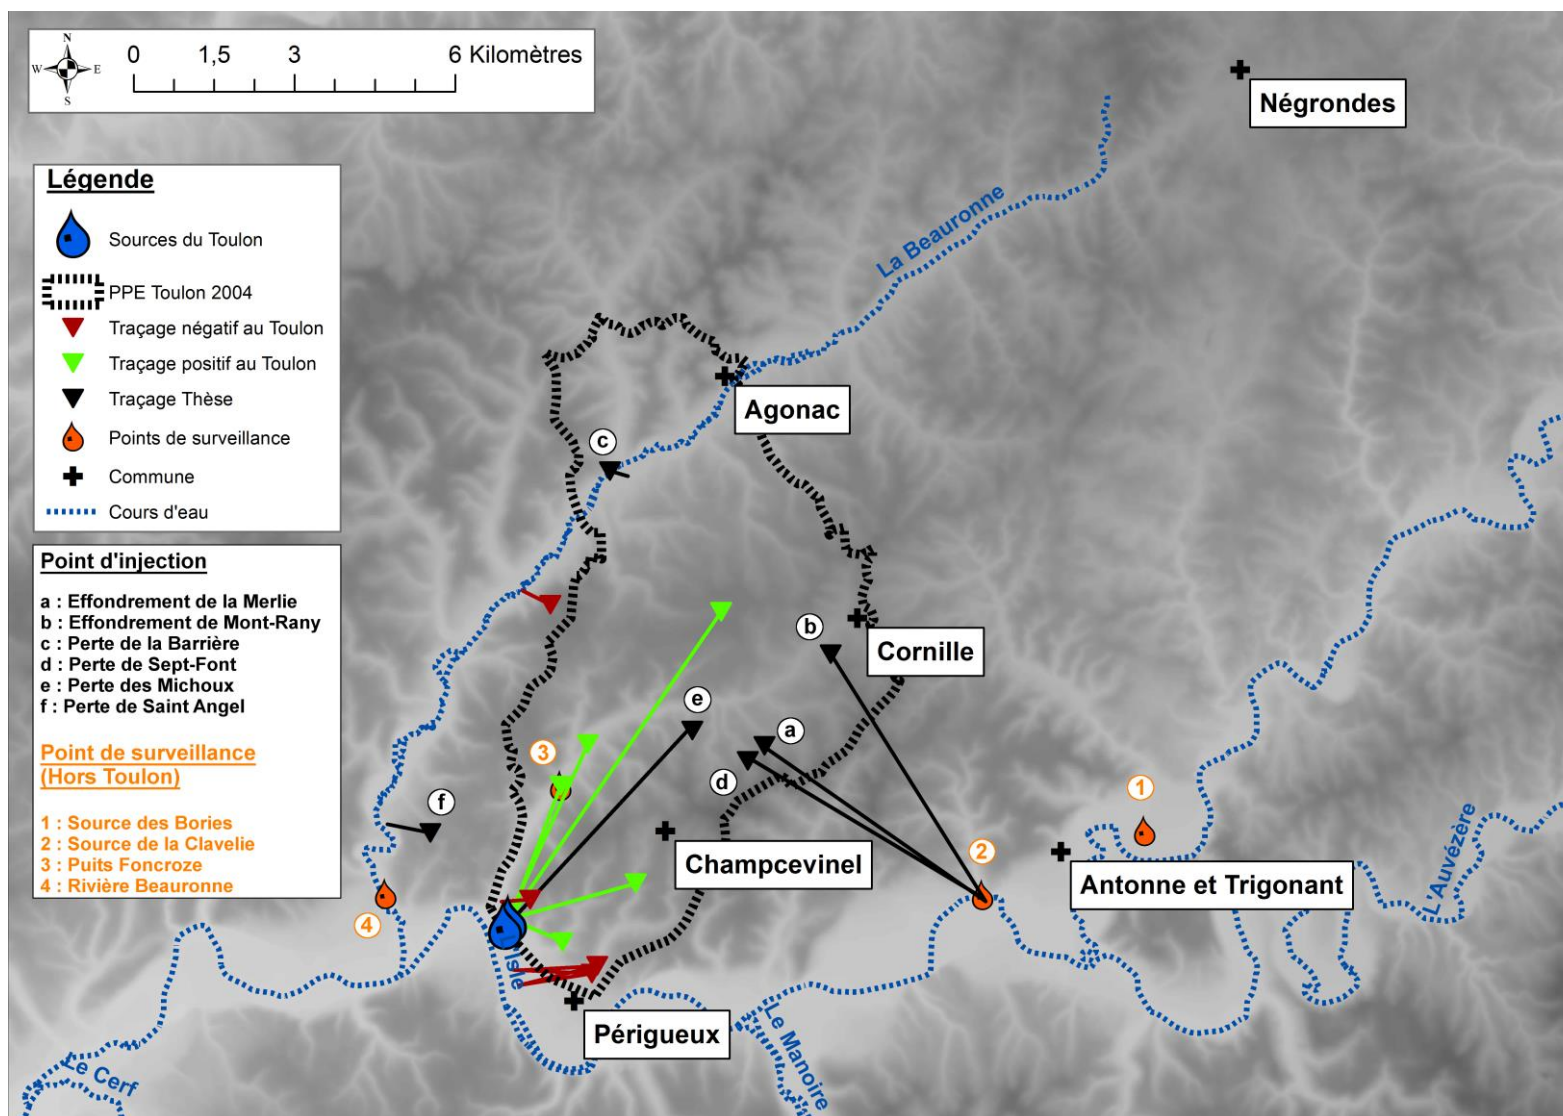 N
W E
S
0 1,5 3 6 Kilomètres
Négrondes
Légende
Sources du Toulon
PPE Toulon 2004
Traçage négatif au Toulon
Traçage positif au Toulon
Traçage Thèse
Points de surveillance
Commune
Cours d'eau
La Beauronne
Agonac
c
Point d'injection
a : Effondrement de la Merlie
b : Effondrement de Mont-Rany
c : Perte de la Barrière
d : Perte de Sept-Font
e : Perte des Michoux
f : Perte de Saint Angel
Point de surveillance
(Hors Toulon)
1 : Source des Bories
2 : Source de la Clavelie
3 : Puits Foncroze
4 : Rivière Beauronne
b
Cornille
e
a
3
d
f
1
Champcevinel
2
Antonne et Trigonant
L'Auvézère
4
L'Isle
Périgueux
Le Manoire
Le Cerf